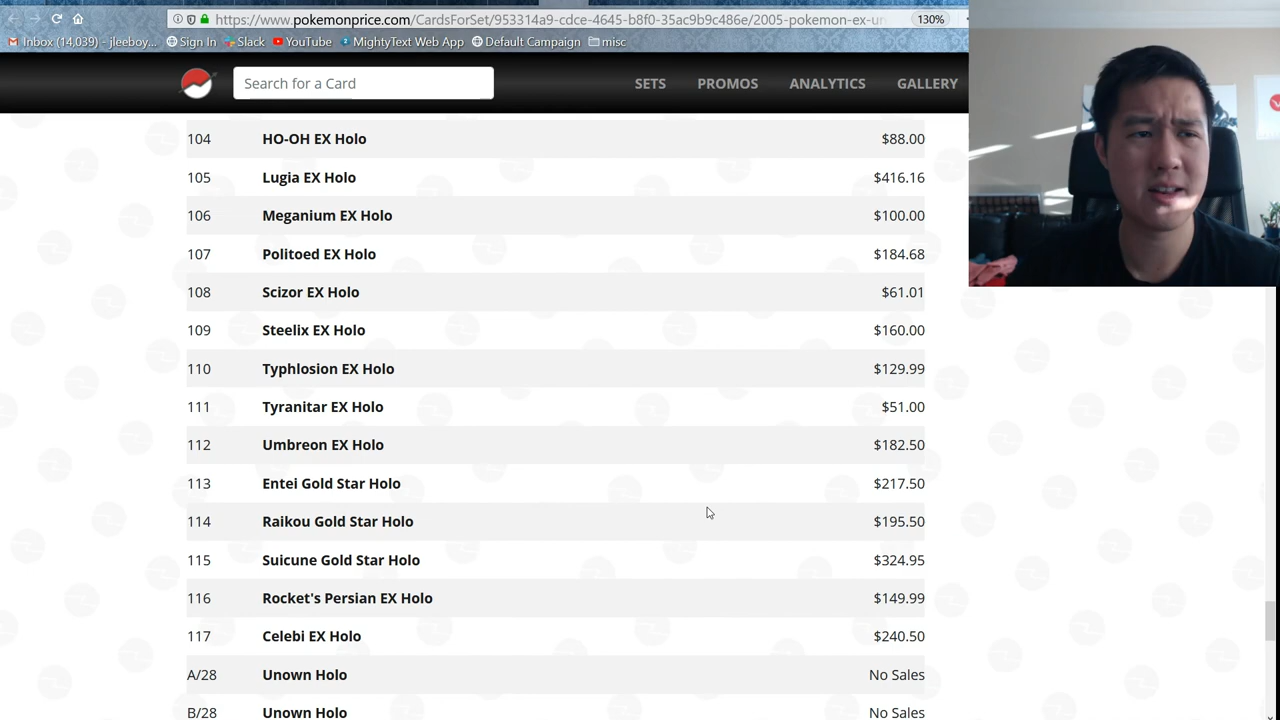 https://www.pokemonprice.com/CardsForSet/953314a9-cdce-4645-b8f0-35ac9b9c486e/2005-pokemon-ex-un 130%
Inbox (14,039) - jleeboy... Sign In Slack YouTube MightyText Web App Default Campaign misc
Search for a Card SETS PROMOS ANALYTICS GALLERY
104 HO-OH EX Holo $88.00
105 Lugia EX Holo $416.16
106 Meganium EX Holo $100.00
107 Politoed EX Holo $184.68
108 Scizor EX Holo $61.01
109 Steelix EX Holo $160.00
110 Typhlosion EX Holo $129.99
111 Tyranitar EX Holo $51.00
112 Umbreon EX Holo $182.50
113 Entei Gold Star Holo $217.50
114 Raikou Gold Star Holo $195.50
115 Suicune Gold Star Holo $324.95
116 Rocket's Persian EX Holo $149.99
117 Celebi EX Holo $240.50
A/28 Unown Holo No Sales
B/28 Unown Holo No Sales